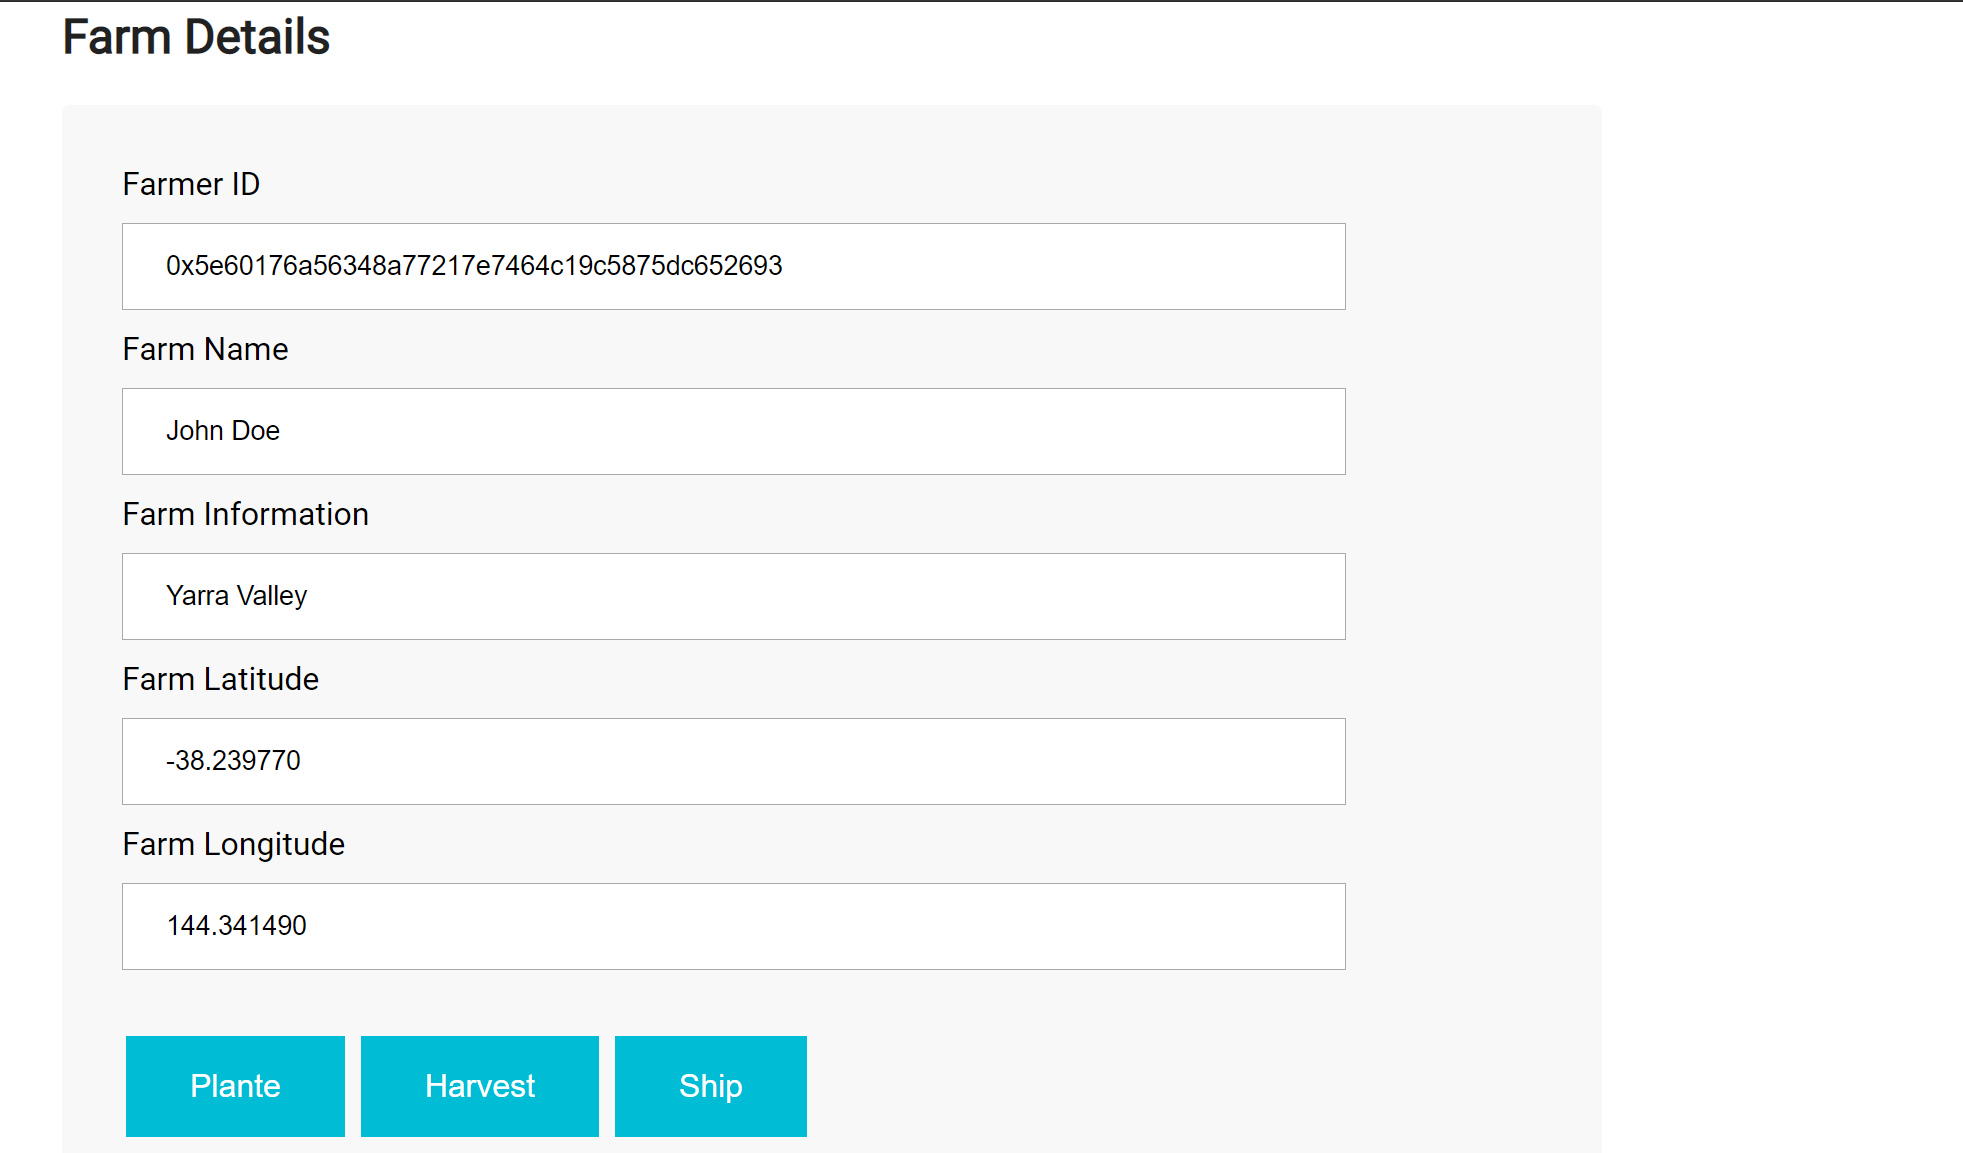 Farm Details
Farmer ID
0x5e60176a56348a77217e7464c19c5875dc652693
Farm Name
John Doe
Farm Information
Yarra Valley
Farm Latitude
-38.239770
Farm Longitude
144.341490
Plante Harvest Ship